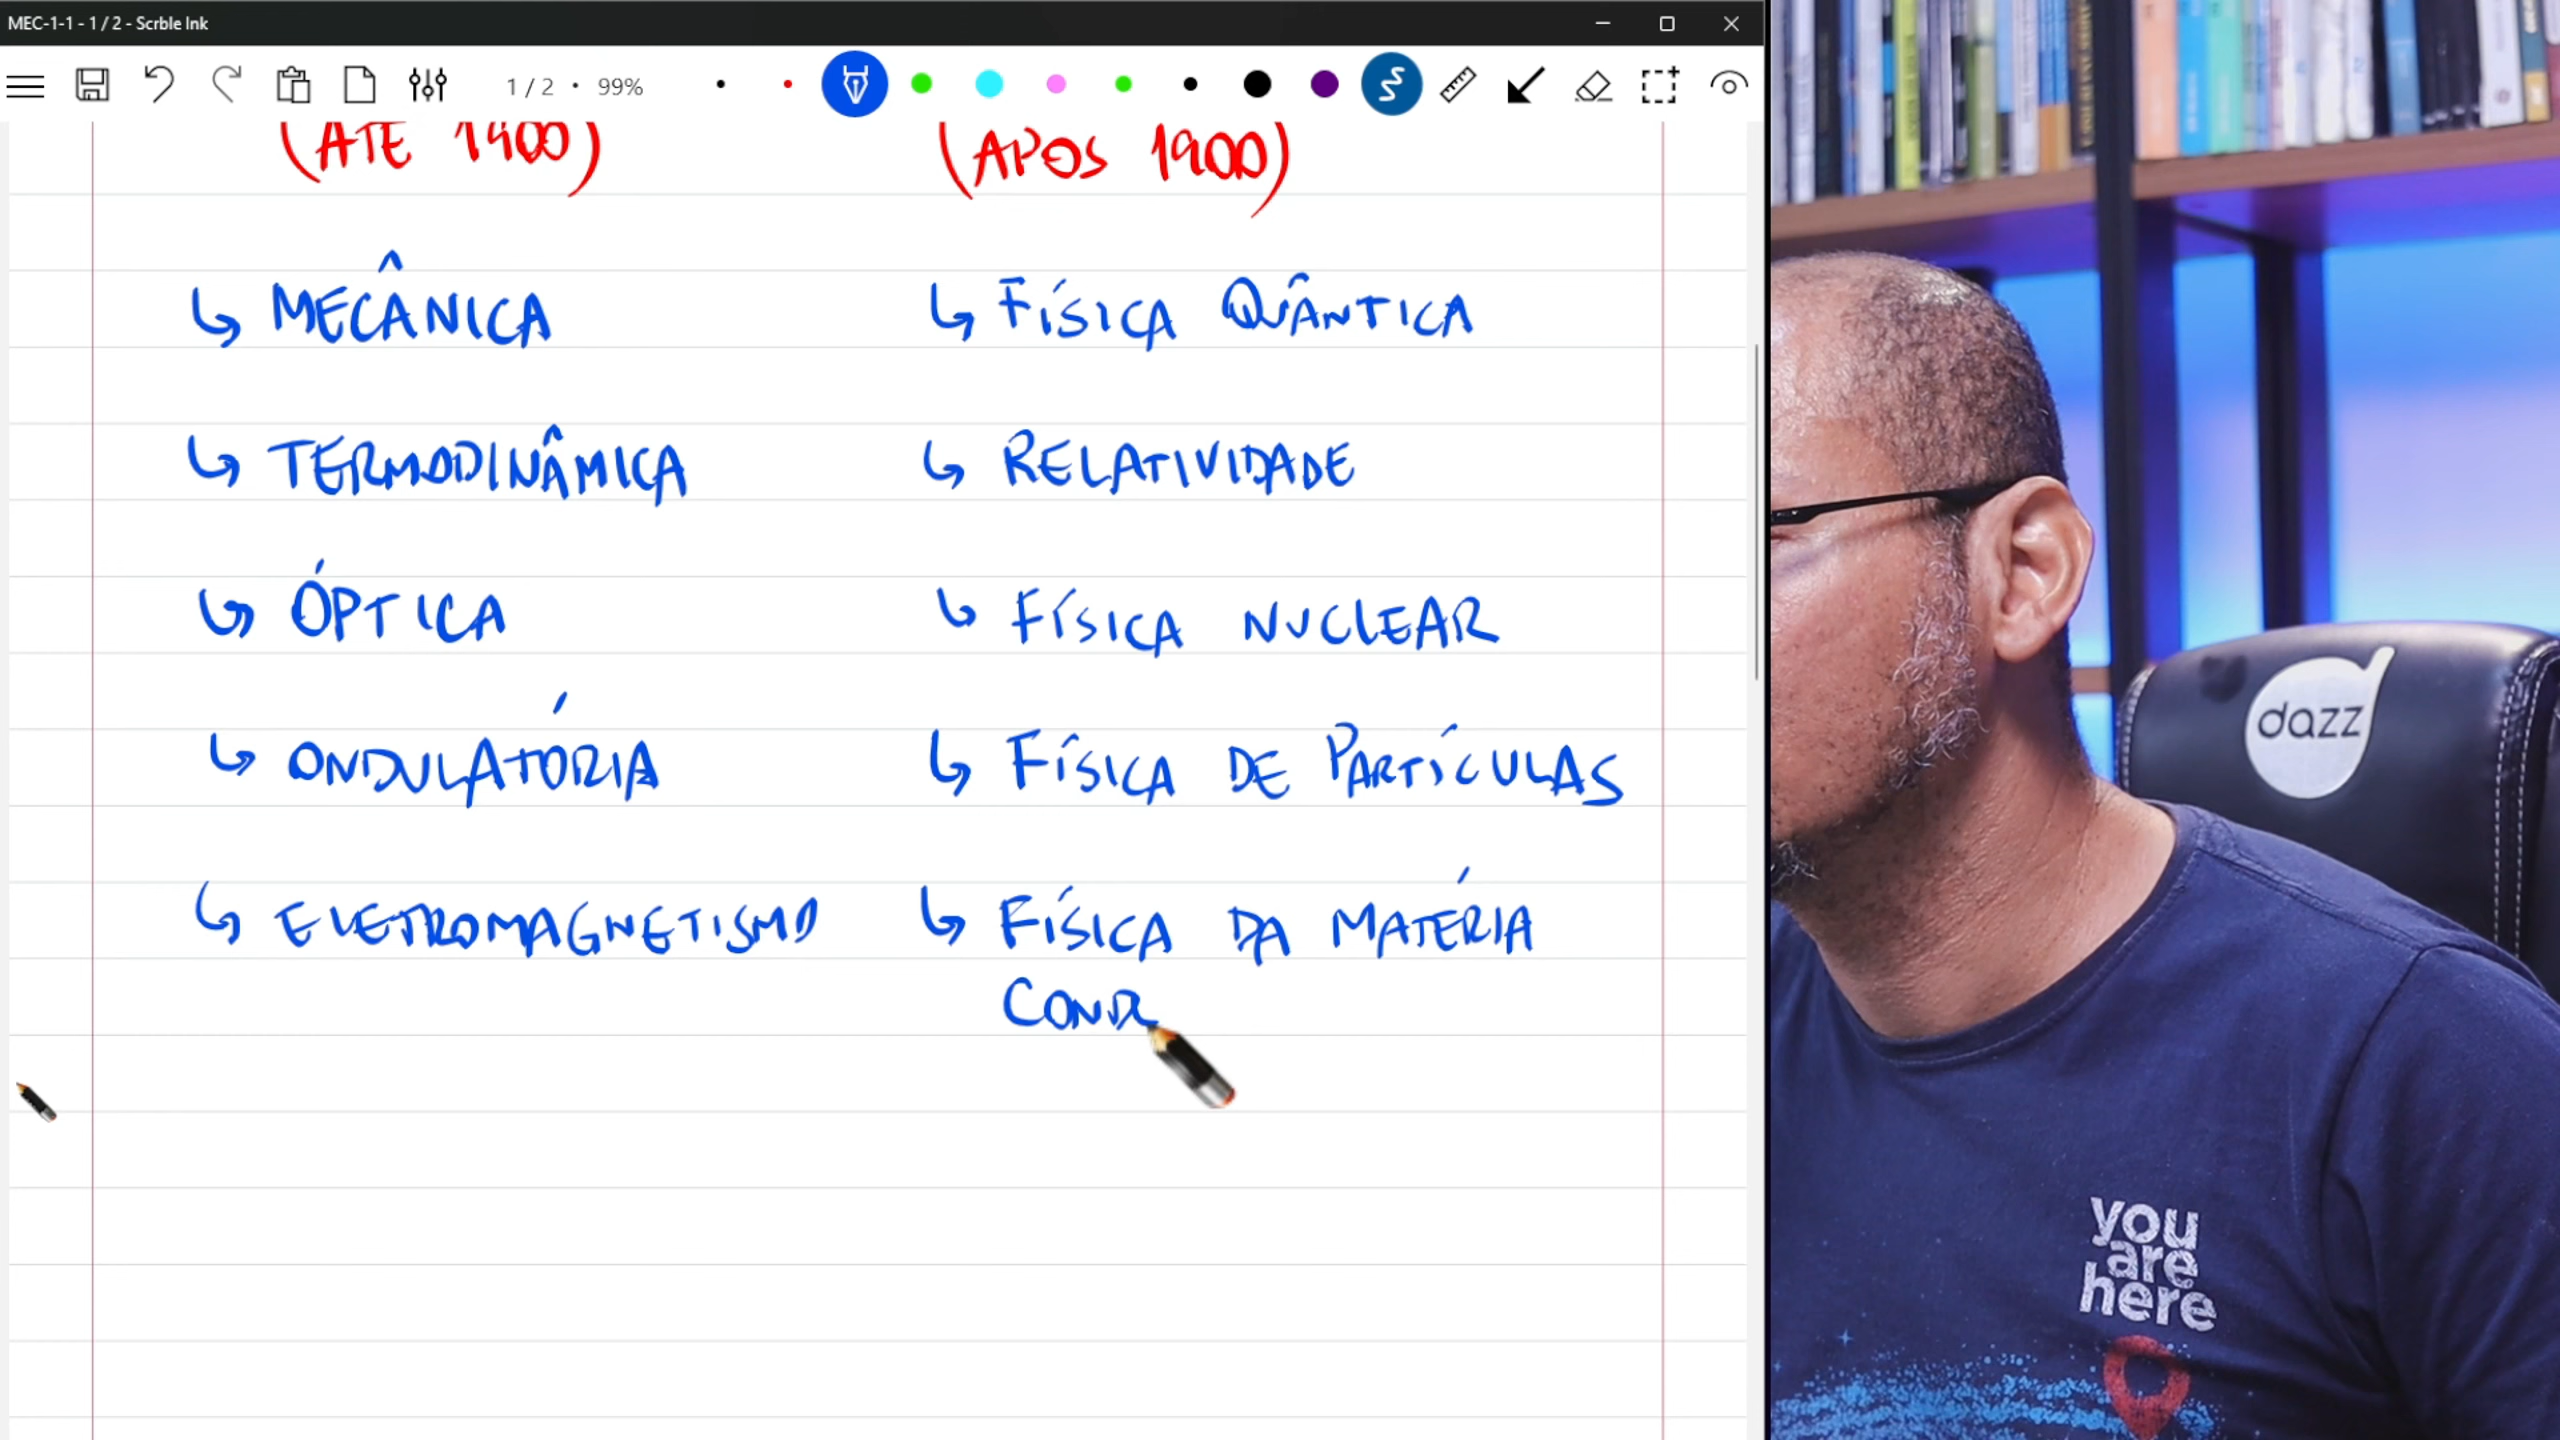 MEC-1-1 - 1 / 2 - Scrble Ink
1 / 2 • 99%
(ATÉ 1900)
(APÓS 1900)
MECÂNICA
FÍSICA QUÂNTICA
TERMODINÂMICA
RELATIVIDADE
ÓPTICA
FÍSICA NUCLEAR
ONDULATÓRIA
FÍSICA DE PARTÍCULAS
ELETROMAGNETISMO
FÍSICA DA MATÉRIA
CONDE
dazz
you
are
here